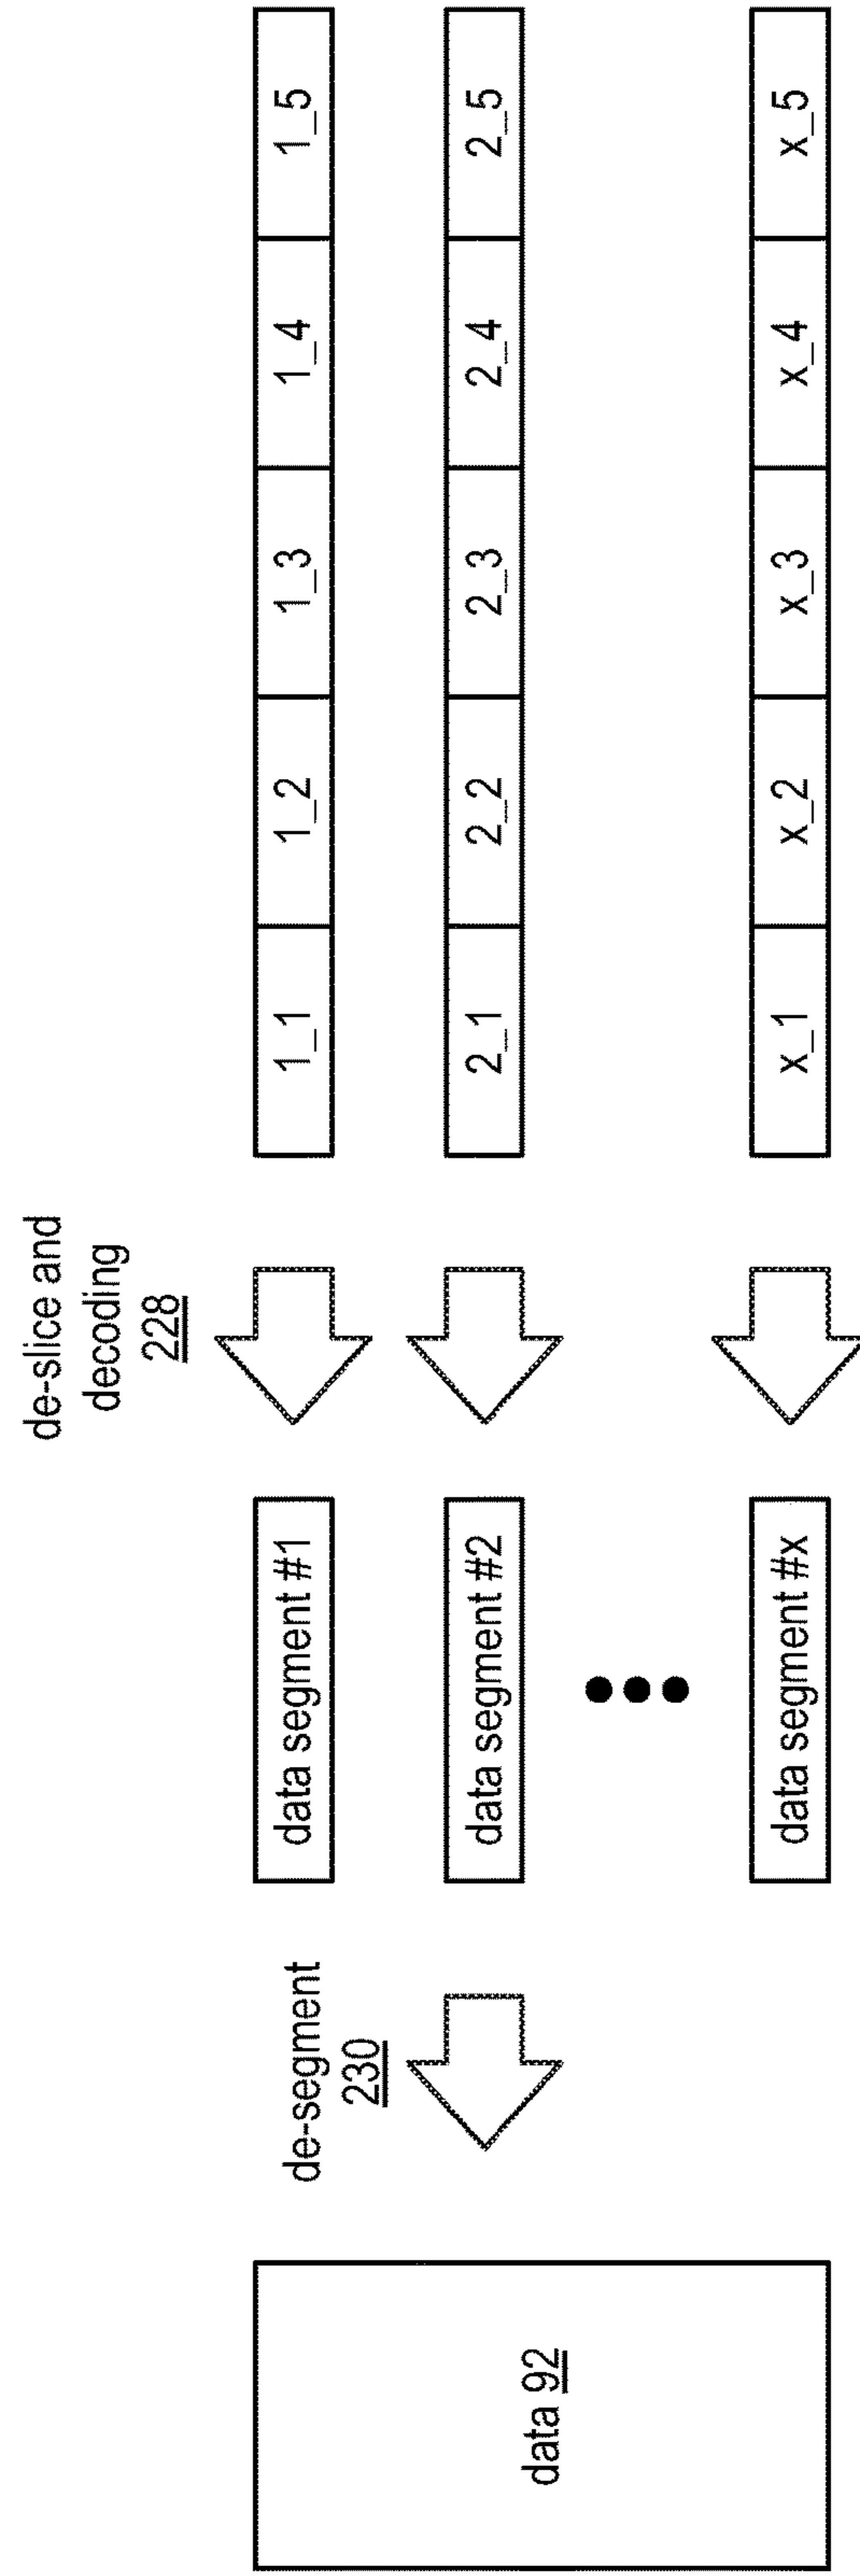 de-slice and
decoding
228
de-segment
230
data 92
data segment #1
1_1
1_2
1_3
1_4
1_5
data segment #2
2_1
2_2
2_3
2_4
2_5
data segment #x
x_1
x_2
x_3
x_4
x_5